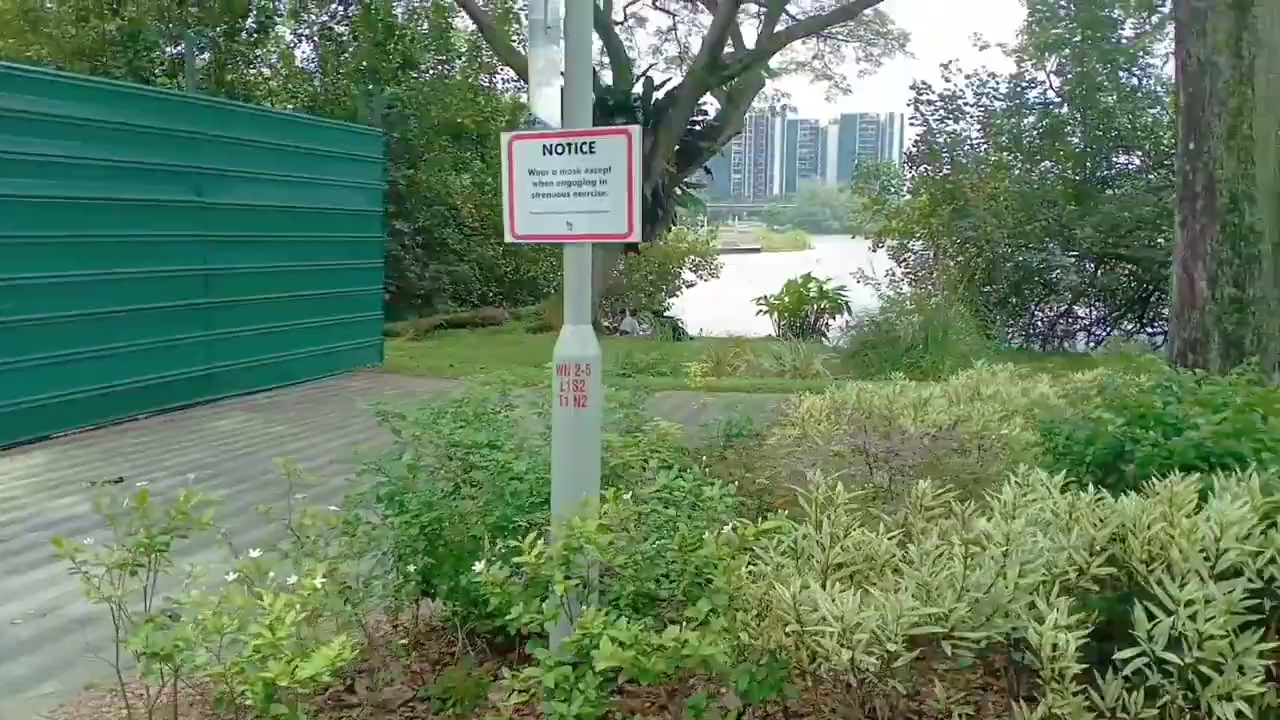 NOTICE
Wear a mask except
when engaging in
strenuous exercise.
WN 2-5
L1S2
T1 N2